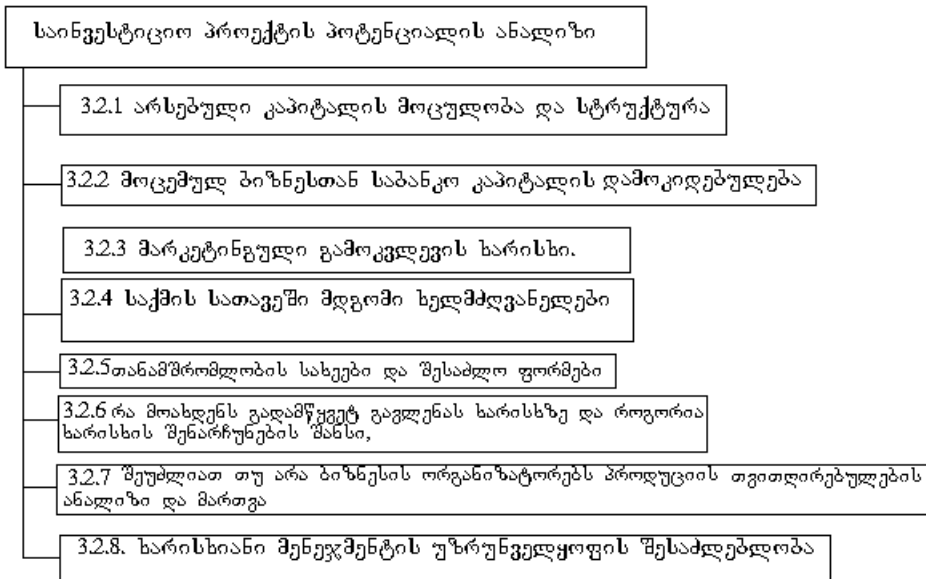 საინვესტიციო პროექტის პოტენციალის ანალიზი
3.2.1 არსებული კაპიტალის მოცულობა და სტრუქტურა
3.2.2 მოცემულ ბიზნესთან საბანკო კაპიტალის დამოკიდებულება
3.2.3 მარკეტინგული გამოკვლევის ხარისხი.
3.2.4 საქმის სათავეში მდგომი ხელმძღვანელები
3.2.5თანამშრომლობის სახეები და შესაძლო ფორმები
3.2.6 რა მოახდენს გადამწყვეტ გავლენას ხარისხზე და როგორია
ხარისხის შენარჩუნების შანსი,
3.2.7 შეუძლიათ თუ არა ბიზნესის ორგანიზატორებს პროდუციის თვითღირებულების
ანალიზი და მართვა
3.2.8. ხარისხიანი მენეჯმენტის უზრუნველყოფის შესაძლებლობა